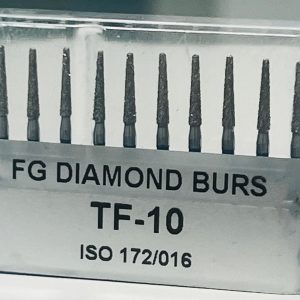 FG DIAMOND BURS
TF-10
ISO 172/016